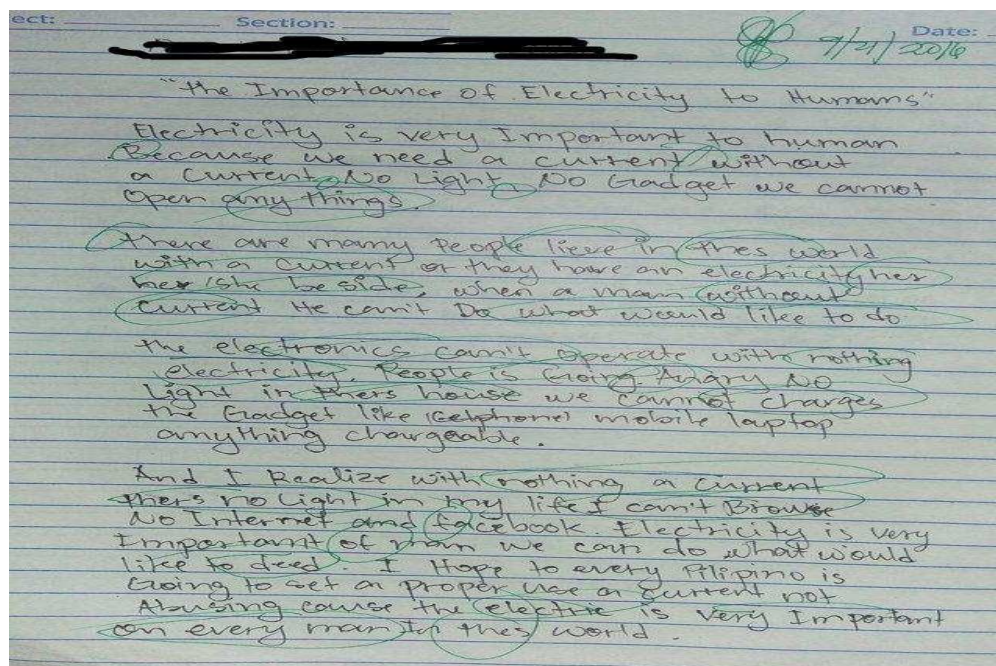 ect: Section: Date:
9/21/2016
"the Importance of Electricity to Humans"
Electricity is very Important to human
Because we need a current without
a current No Light No Gadget we cannot
open any things.
there are many People lieve in thes world
with a current or they have an electricity her
her/she beside, when a man without
current He can't Do what would like to do
the electronics can't operate with nothing
electricity. People is Going Angry No
Light in thers house we cannot charges
the Gadget like (Cellphone) mobile laptop
anything chargeable.
And I Realize with nothing a current
thers no Light in my life I can't Browse
No Internet and facebook. Electricity is very
Important of man we can do what would
like to deed. I Hope to every Filipino is
Going to set a proper use a current not
Abusing cause the electric is very Important
on every man in thes world.